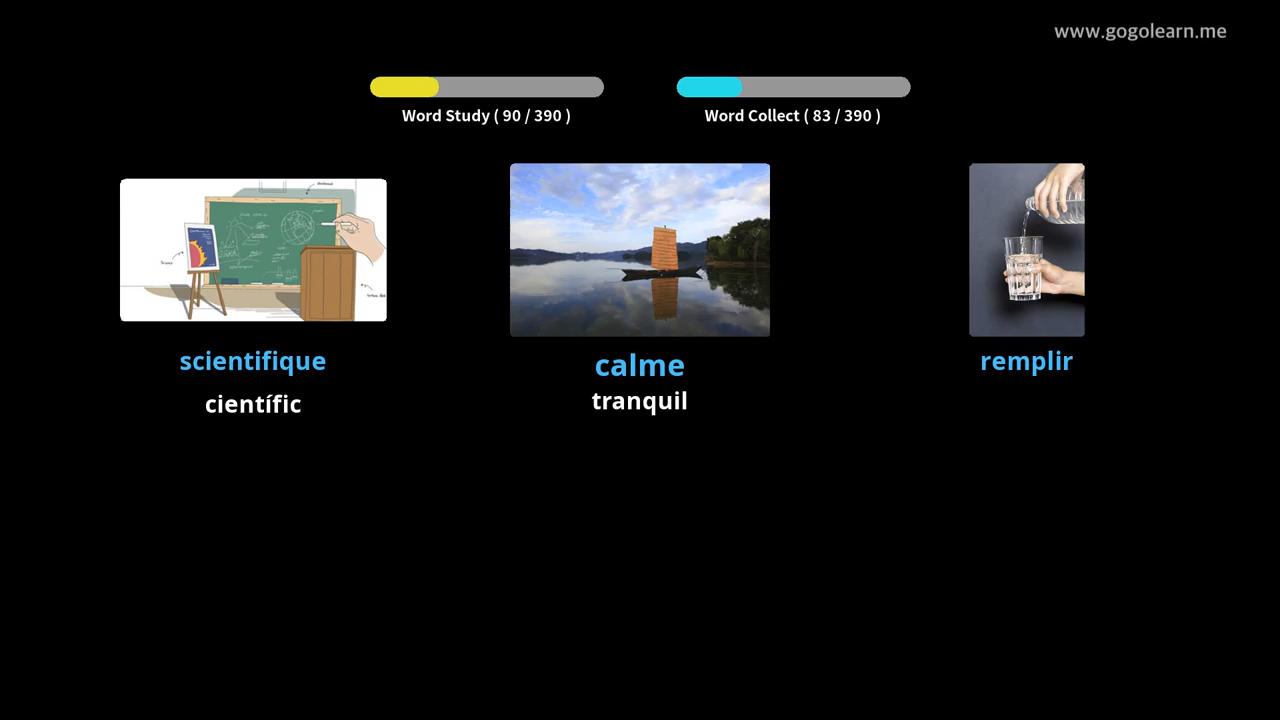 www.gogolearn.me
Word Study ( 90 / 390 )
Word Collect ( 83 / 390 )
scientifique
científic
calme
tranquil
remplir